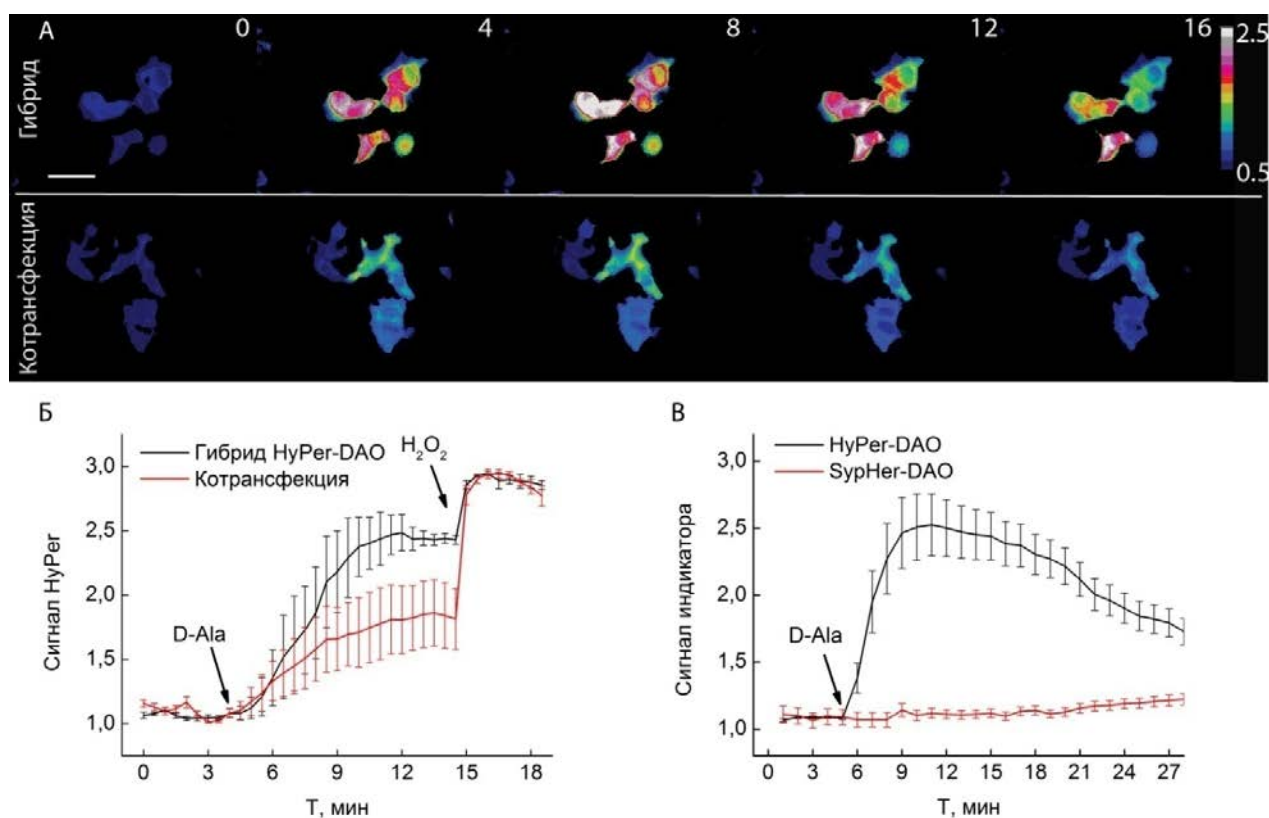 А
0
4
8
12
16
2.5
Гибрид
0.5
Котрансфекция
Б
Гибрид HyPer-DAO
Котрансфекция
H₂O₂
D-Ala
3,0
2,5
2,0
1,5
1,0
Сигнал HyPer
0 3 6 9 12 15 18
Т, мин
В
HyPer-DAO
SypHer-DAO
D-Ala
3,0
2,5
2,0
1,5
1,0
Сигнал индикатора
0 3 6 9 12 15 18 21 24 27
Т, мин